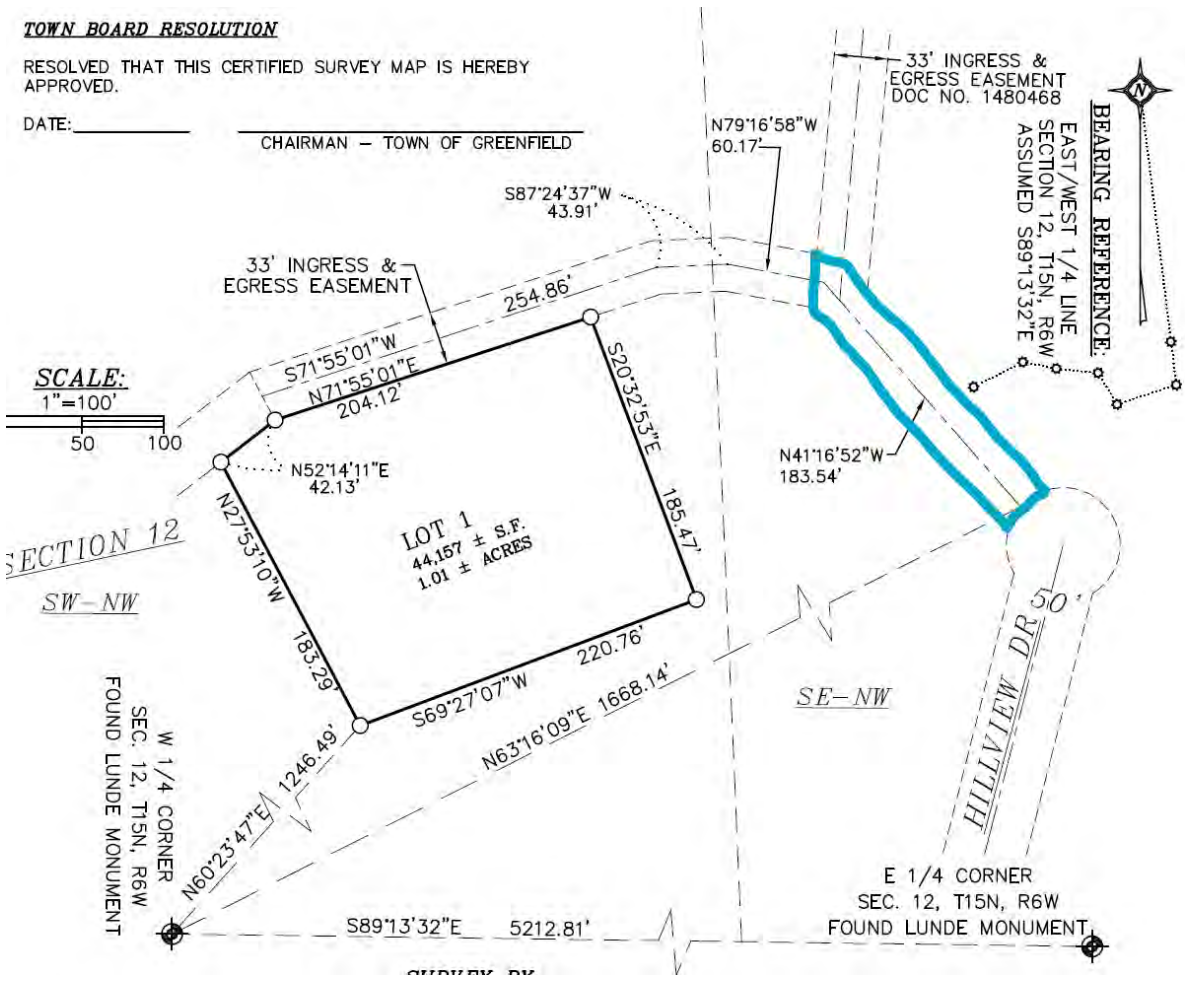 TOWN BOARD RESOLUTION
RESOLVED THAT THIS CERTIFIED SURVEY MAP IS HEREBY
APPROVED.
DATE:
CHAIRMAN – TOWN OF GREENFIELD
33' INGRESS &
EGRESS EASEMENT
DOC NO. 1480468
N
BEARING REFERENCE:
EAST/WEST 1/4 LINE
SECTION 12, T15N, R6W
ASSUMED S89°13'32"E
N79°16'58"W
60.17'
S87°24'37"W
43.91'
33' INGRESS &
EGRESS EASEMENT
254.86'
S71°55'01"W
N71°55'01"E
204.12'
SCALE:
1"=100'
50
100
N52°14'11"E
42.13'
S20°32'53"E
185.47'
N41°16'52"W
183.54'
LOT 1
44,157 ± S.F.
1.01 ± ACRES
SECTION 12
SW–NW
N27°53'10"W
183.29'
220.76'
S69°27'07"W
N63°16'09"E 1668.14'
SE–NW
50'
HILLVIEW DR
W 1/4 CORNER
SEC. 12, T15N, R6W
FOUND LUNDE MONUMENT
N60°23'47"E
1246.49'
E 1/4 CORNER
SEC. 12, T15N, R6W
FOUND LUNDE MONUMENT
S89°13'32"E 5212.81'